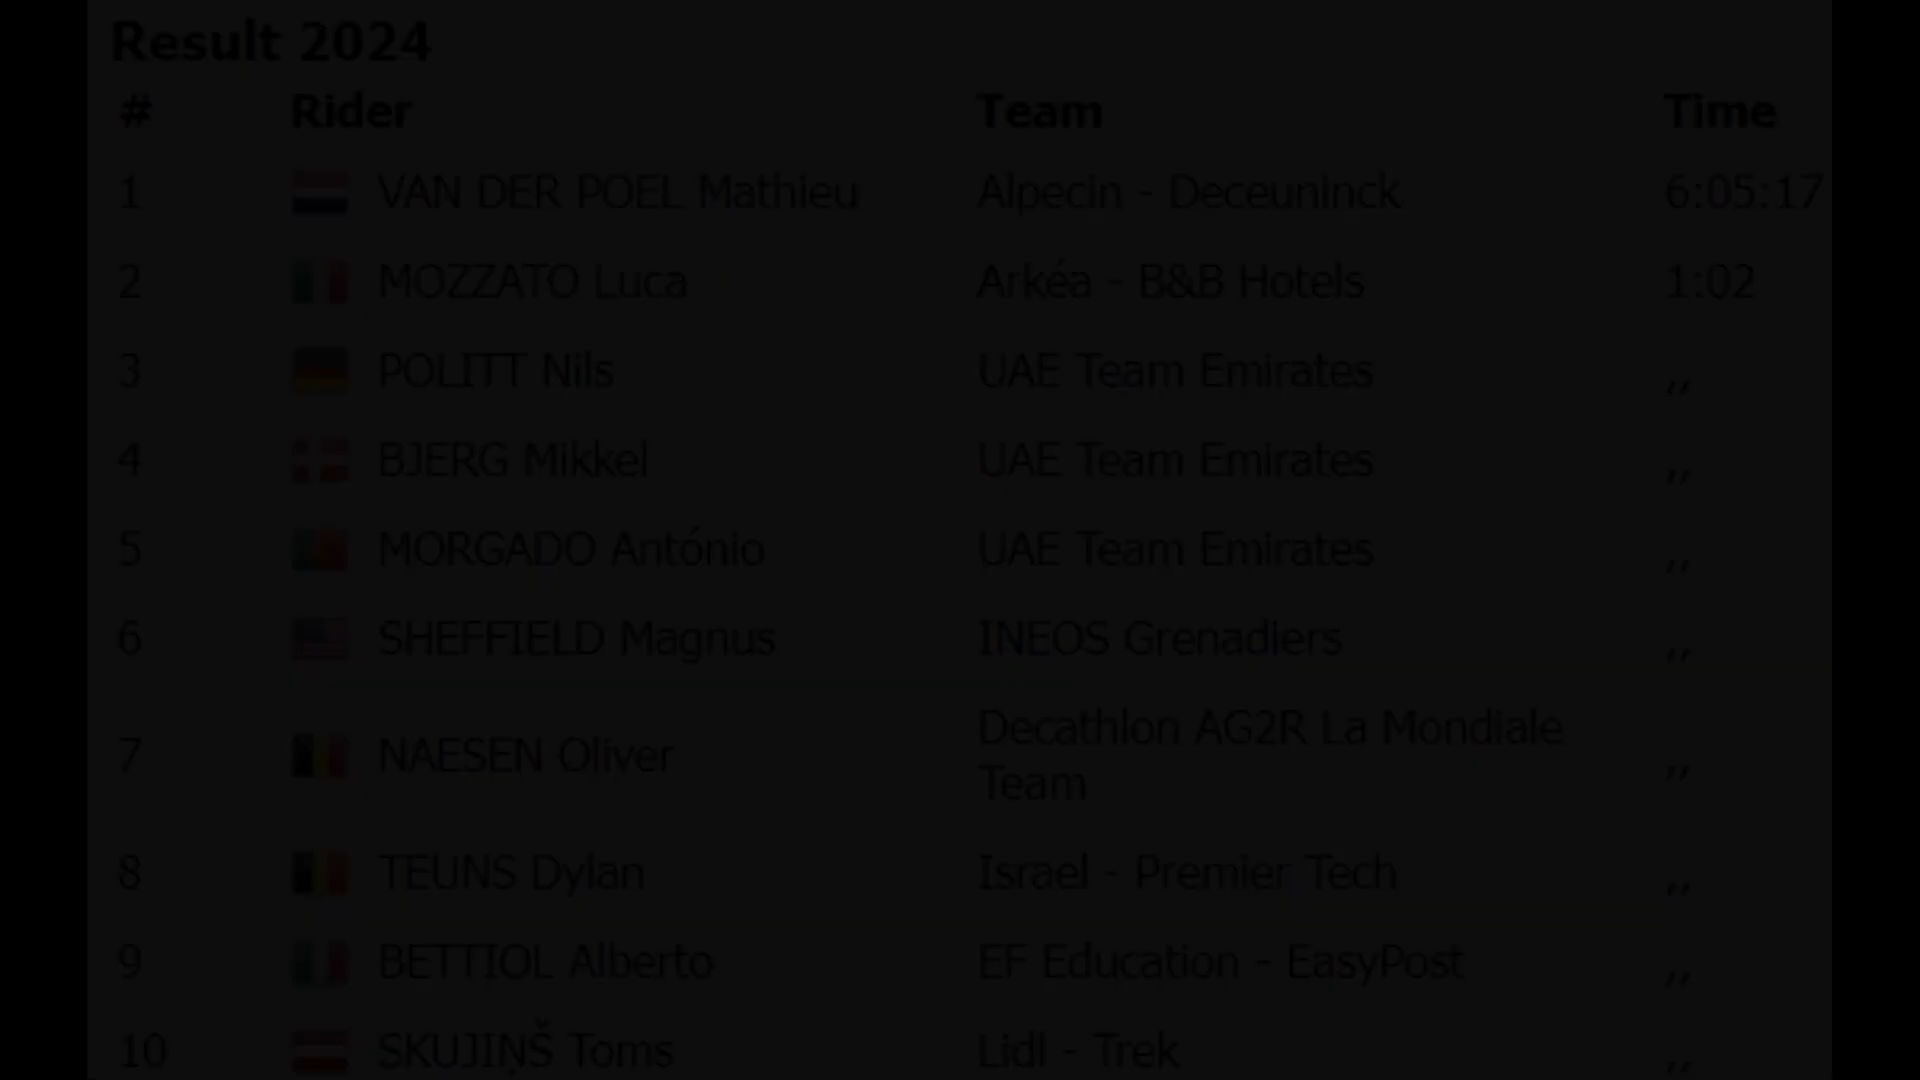 Result 2024
# Rider Team Time
1 VAN DER POEL Mathieu Alpecin - Deceuninck 6:05:17
2 MOZZATO Luca Arkéa - B&B Hotels 1:02
3 POLITT Nils UAE Team Emirates ,,
4 BJERG Mikkel UAE Team Emirates ,,
5 MORGADO António UAE Team Emirates ,,
6 SHEFFIELD Magnus INEOS Grenadiers ,,
7 NAESEN Oliver Decathlon AG2R La Mondiale
Team ,,
8 TEUNS Dylan Israel - Premier Tech ,,
9 BETTIOL Alberto EF Education - EasyPost ,,
10 SKUJIŅŠ Toms Lidl - Trek ,,